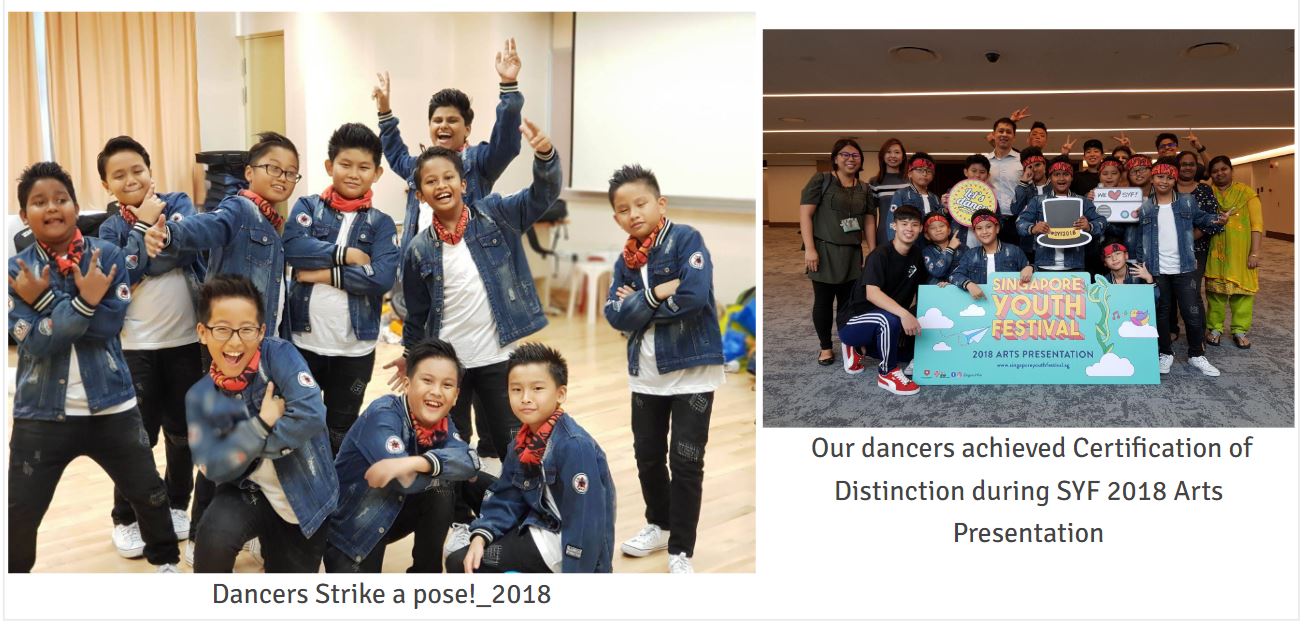 let's
dance
WE SYF!
#SYF2018
SINGAPORE
YOUTH
FESTIVAL
2018 ARTS PRESENTATION
www.singaporeyouthfestival.sg
Our dancers achieved Certification of
Distinction during SYF 2018 Arts
Presentation
Dancers Strike a pose!_2018